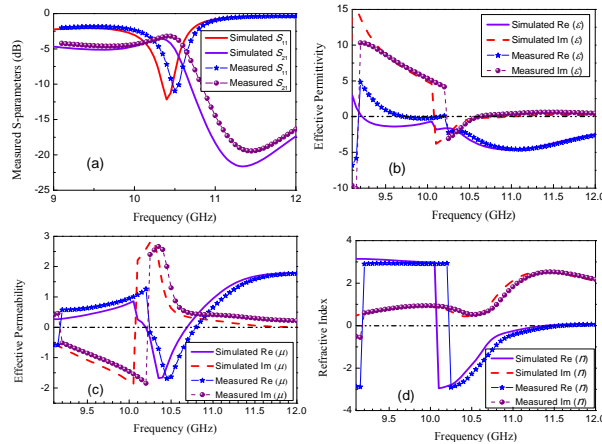 Measured S-parameters (dB)
0
-5
-10
-15
-20
-25
9
10
11
12
Frequency (GHz)
Simulated S11
Simulated S21
Measured S11
Measured S21
(a)
Effective Permitivity
15
10
5
0
-5
-10
9.5
10.0
10.5
11.0
11.5
12.0
Frequency (GHz)
Simulated Re (ε)
Simulated Im (ε)
Measured Re (ε)
Measured Im (ε)
(b)
Effective Permeability
3
2
1
0
-1
-2
9.5
10.0
10.5
11.0
11.5
12.0
Frequency (GHz)
Simulated Re (μ)
Simulated Im (μ)
Measured Re (μ)
Measured Im (μ)
(c)
Refractive Index
4
2
0
-2
-4
9.5
10.0
10.5
11.0
11.5
12.0
Frequency (GHz)
Simulated Re (n)
Simulated Im (n)
Measured Re (n)
Measured Im (n)
(d)